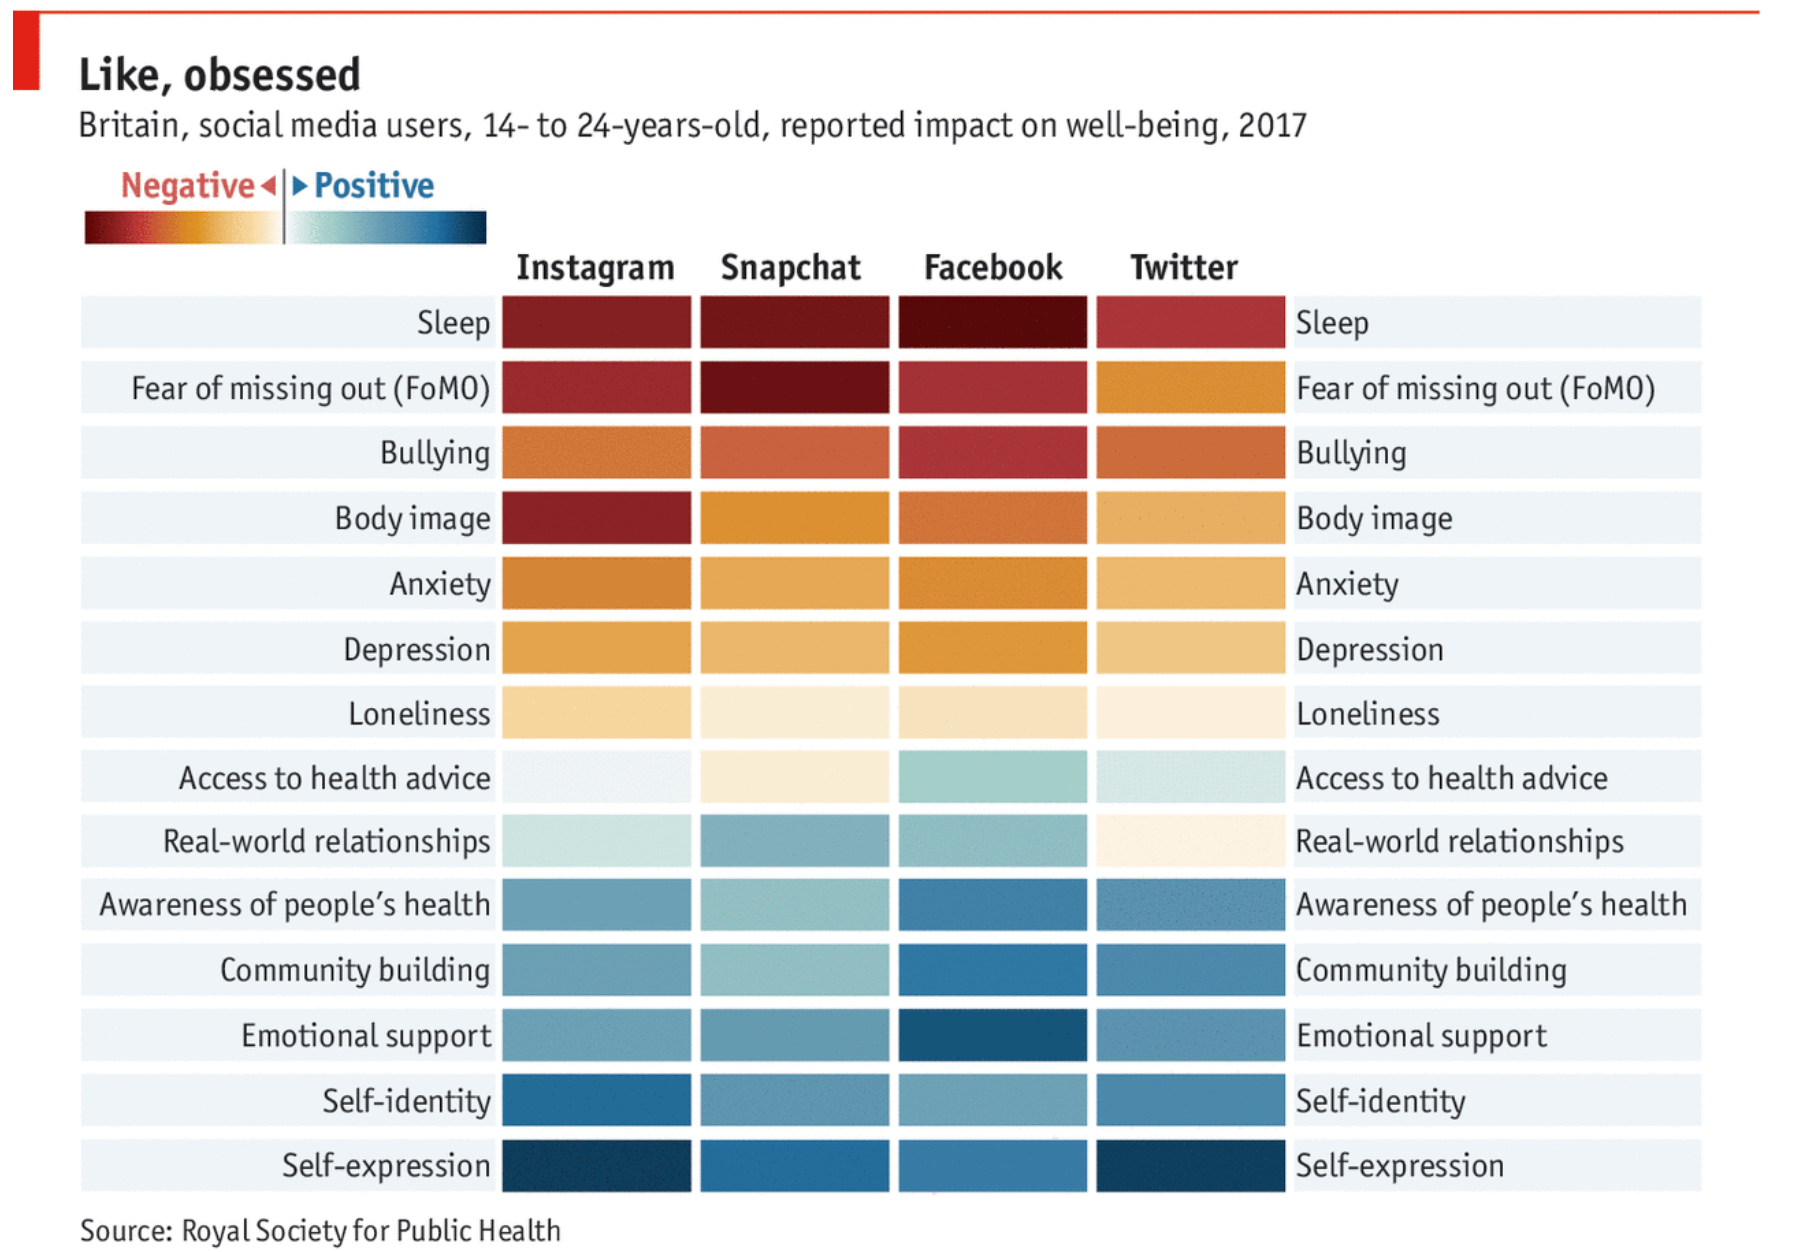 Like, obsessed
Britain, social media users, 14- to 24-years-old, reported impact on well-being, 2017
Negative Positive
Instagram Snapchat Facebook Twitter
Sleep Sleep
Fear of missing out (FoMO) Fear of missing out (FoMO)
Bullying Bullying
Body image Body image
Anxiety Anxiety
Depression Depression
Loneliness Loneliness
Access to health advice Access to health advice
Real-world relationships Real-world relationships
Awareness of people’s health Awareness of people’s health
Community building Community building
Emotional support Emotional support
Self-identity Self-identity
Self-expression Self-expression
Source: Royal Society for Public Health